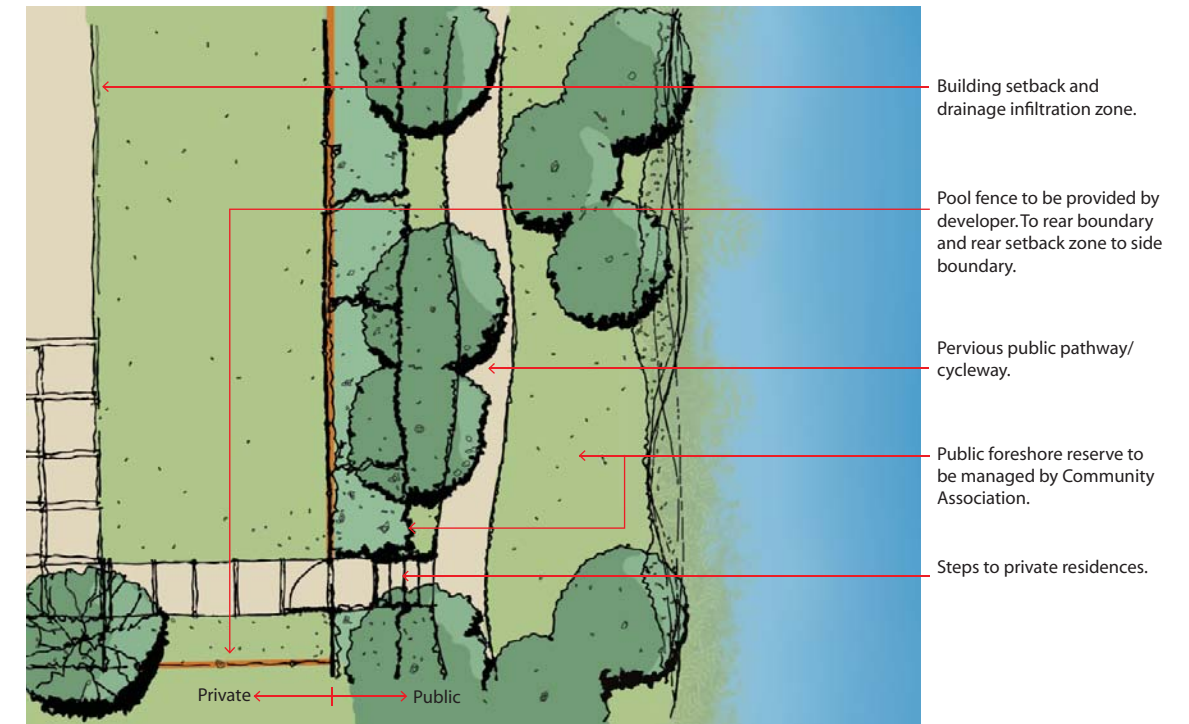 Building setback and
drainage infiltration zone.
Pool fence to be provided by
developer. To rear boundary
and rear setback zone to side
boundary.
Pervious public pathway/
cycleway.
Public foreshore reserve to
be managed by Community
Association.
Steps to private residences.
Private
Public